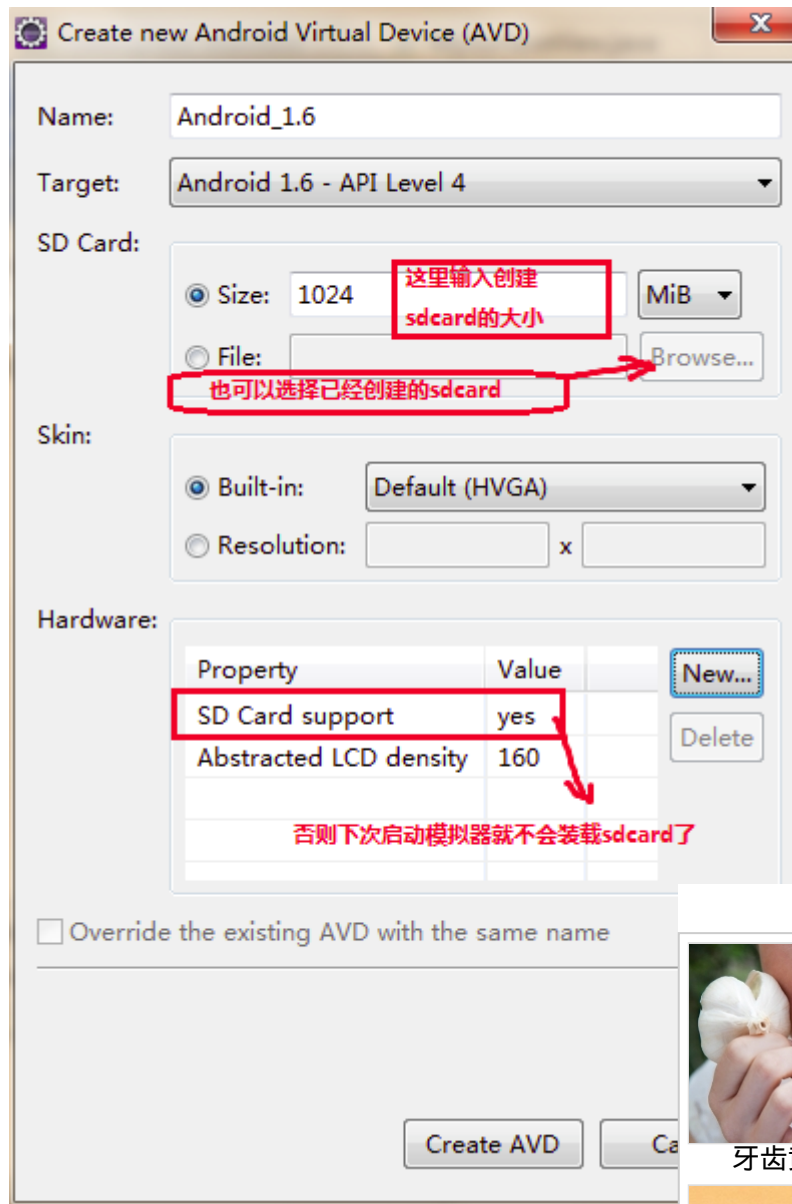 Create new Android Virtual Device (AVD)
Name: Android_1.6
Target: Android 1.6 - API Level 4
SD Card:
Size: 1024 MiB
这里输入创建
sdcard的大小
File: Browse...
也可以选择已经创建的sdcard
Skin:
Built-in: Default (HVGA)
Resolution: x
Hardware:
Property Value New...
SD Card support yes
Delete
Abstracted LCD density 160
否则下次启动模拟器就不会装载sdcard了
Override the existing AVD with the same name
Create AVD Ca
牙齿